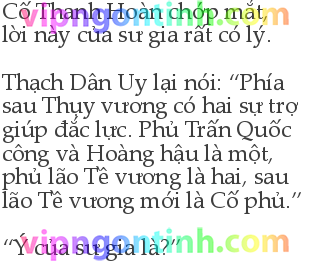 Cố Thanh Hoàn chớp mắt,
lời này của sư gia rất có lý.
Thạch Dân Uy lại nói: “Phía
sau Thụy vương có hai sự trợ
giúp đắc lực. Phủ Trấn Quốc
công và Hoàng hậu là một,
phủ lão Tề vương là hai, sau
lão Tề vương mới là Cố phủ.”
“Ý của sư gia là?”
vipngontinh.com
vipngontinh.com